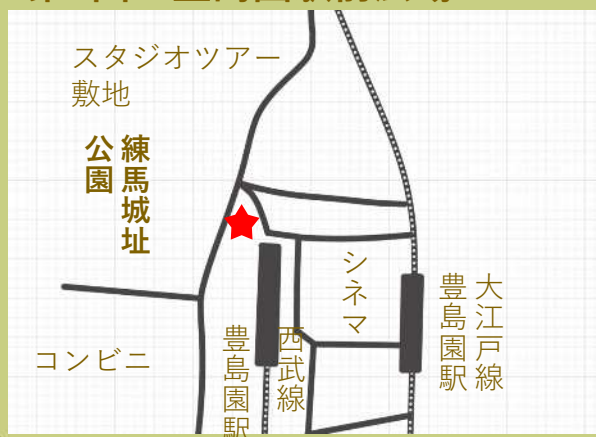 スタジオツアー
敷地
練馬城址
公園
シネマ
大江戸線
豊島園駅
コンビニ
西武線
豊島園駅